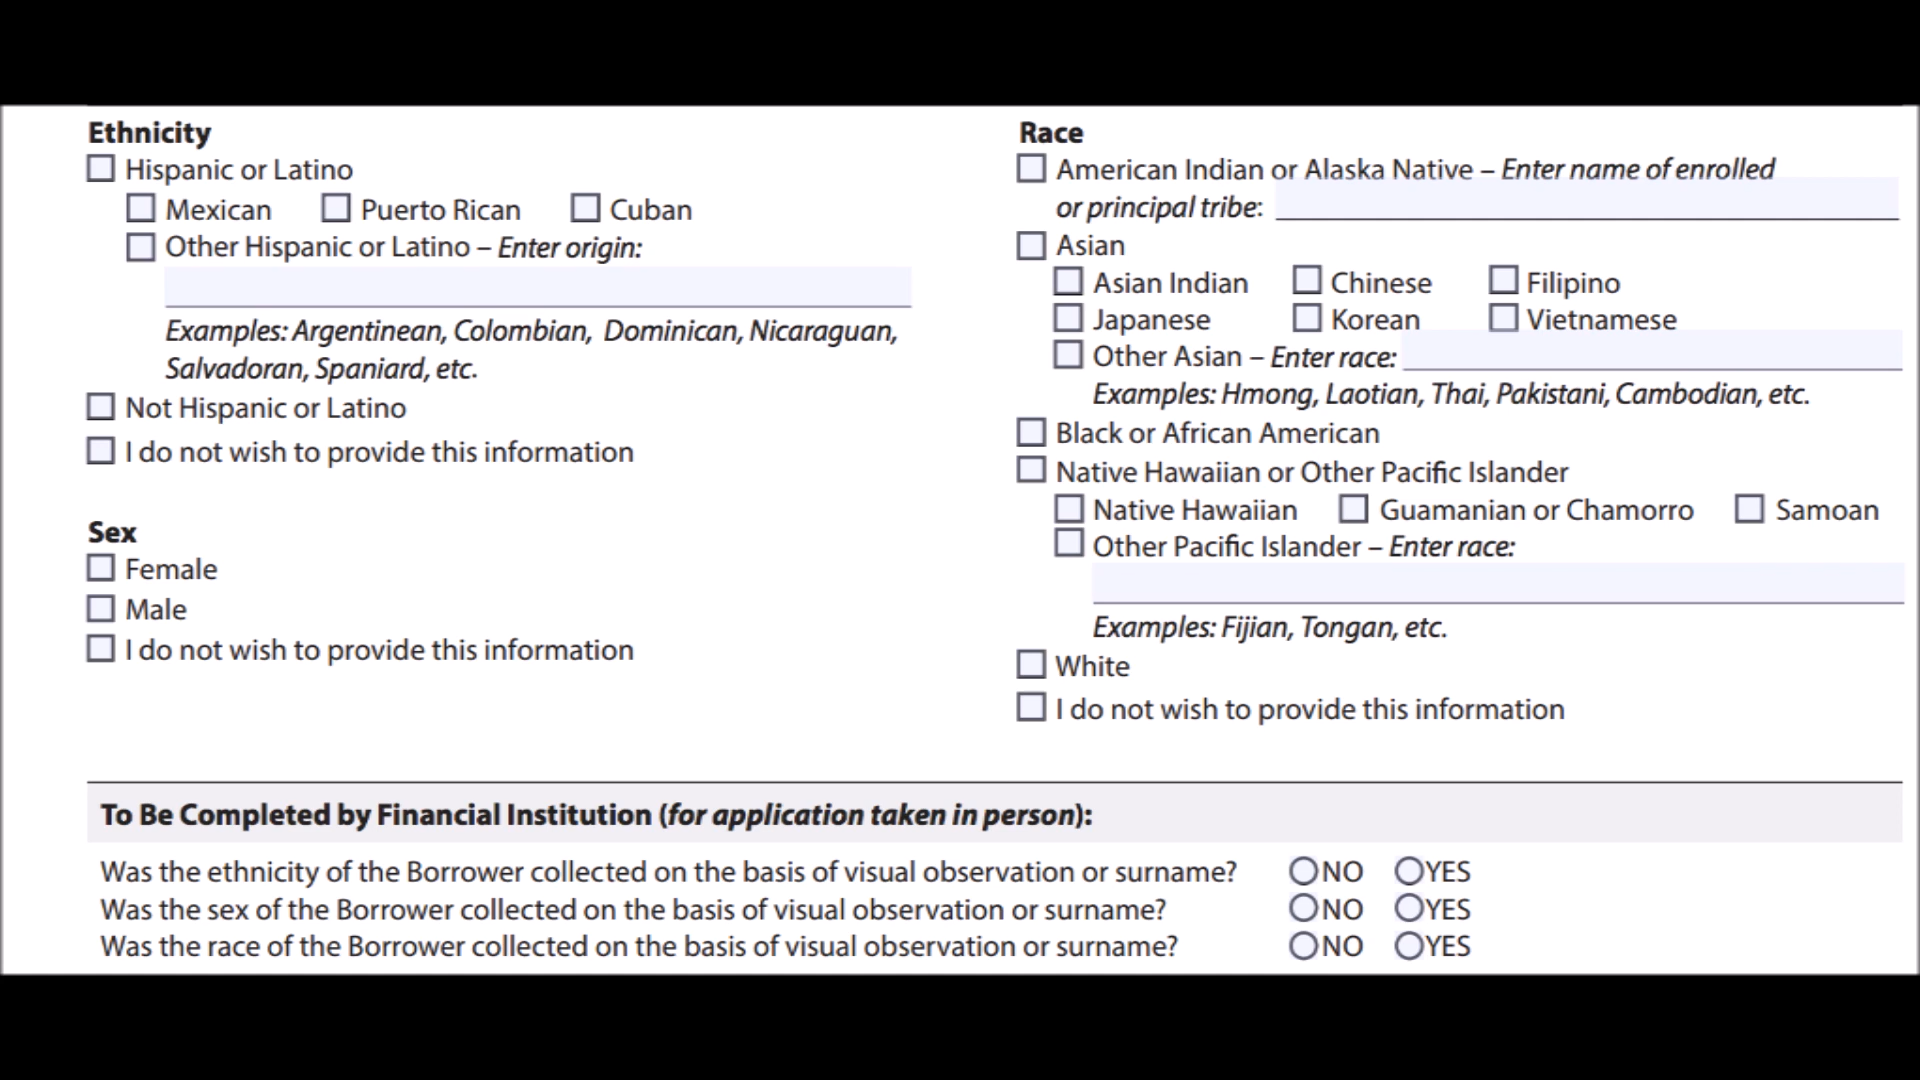 Ethnicity
Hispanic or Latino
Mexican Puerto Rican Cuban
Other Hispanic or Latino – Enter origin:
Examples: Argentinean, Colombian, Dominican, Nicaraguan,
Salvadoran, Spaniard, etc.
Not Hispanic or Latino
I do not wish to provide this information
Sex
Female
Male
I do not wish to provide this information
Race
American Indian or Alaska Native – Enter name of enrolled
or principal tribe:
Asian
Asian Indian Chinese Filipino
Japanese Korean Vietnamese
Other Asian – Enter race:
Examples: Hmong, Laotian, Thai, Pakistani, Cambodian, etc.
Black or African American
Native Hawaiian or Other Pacific Islander
Native Hawaiian Guamanian or Chamorro Samoan
Other Pacific Islander – Enter race:
Examples: Fijian, Tongan, etc.
White
I do not wish to provide this information
To Be Completed by Financial Institution (for application taken in person):
Was the ethnicity of the Borrower collected on the basis of visual observation or surname? NO YES
Was the sex of the Borrower collected on the basis of visual observation or surname? NO YES
Was the race of the Borrower collected on the basis of visual observation or surname? NO YES